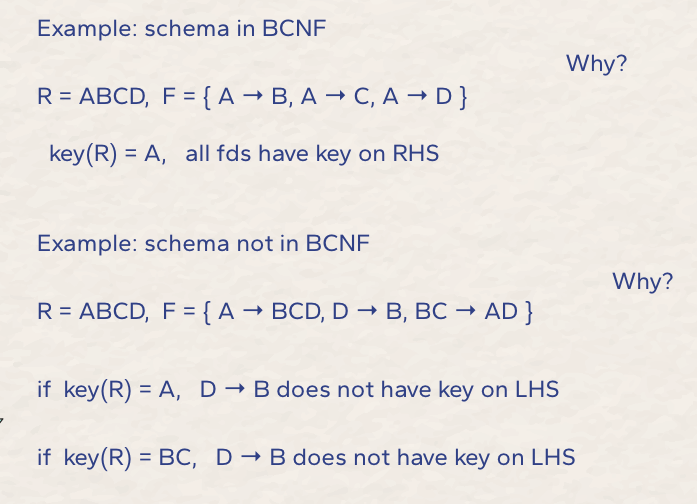 Example: schema in BCNF
Why?
R = ABCD, F = { A → B, A → C, A → D }
key(R) = A, all fds have key on RHS
Example: schema not in BCNF
Why?
R = ABCD, F = { A → BCD, D → B, BC → AD }
if key(R) = A, D → B does not have key on LHS
if key(R) = BC, D → B does not have key on LHS